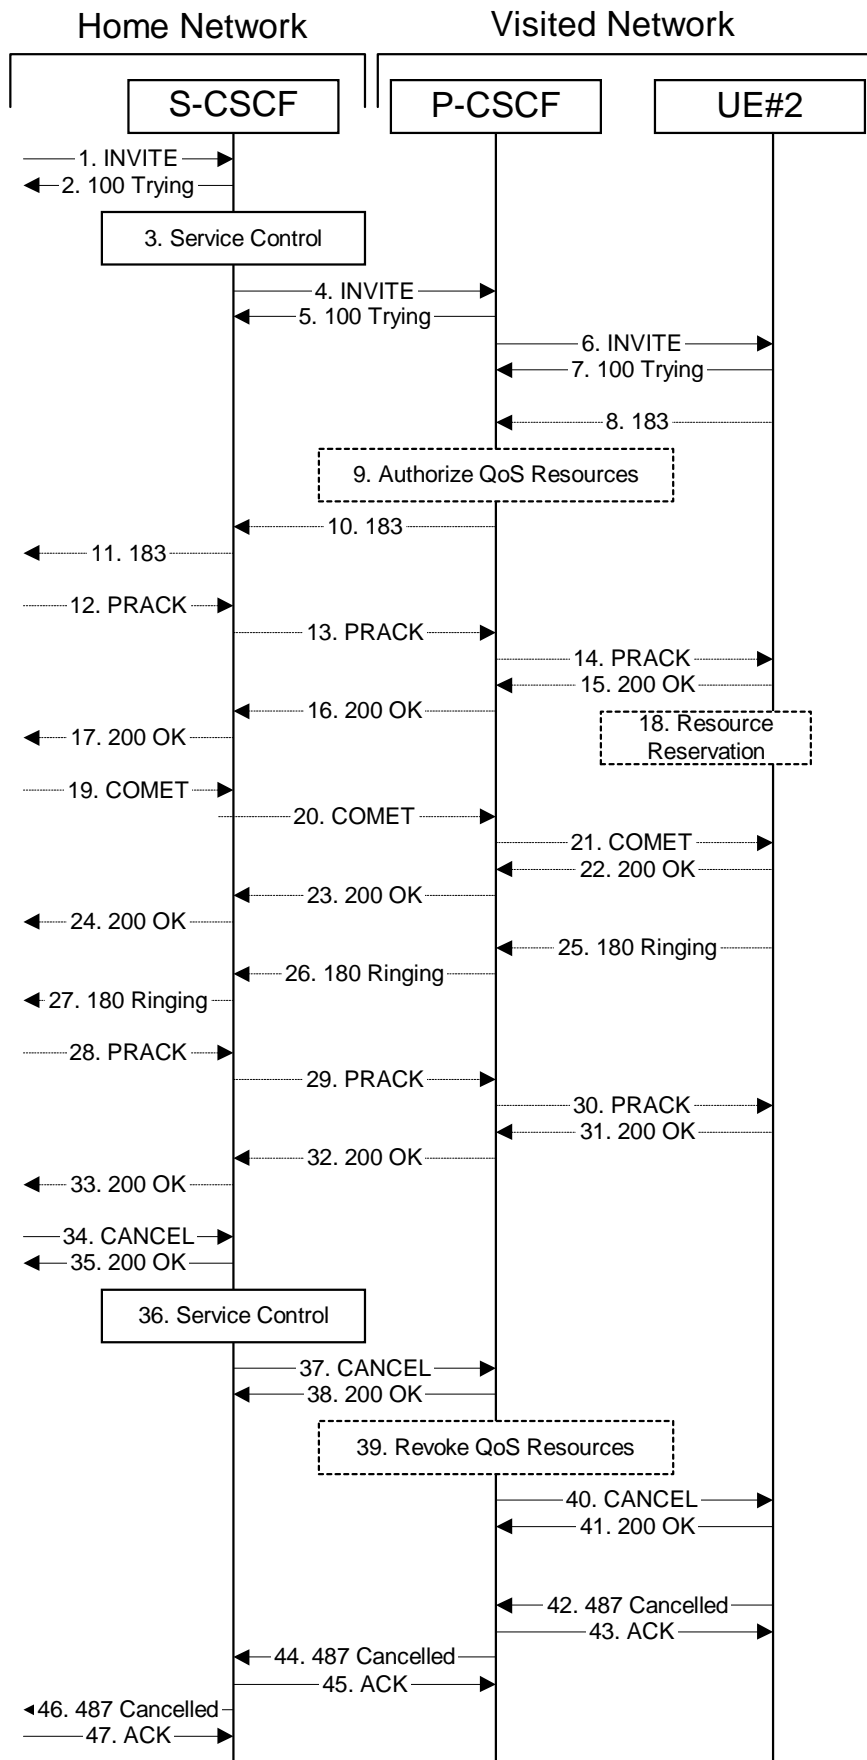 Home Network
Visited Network
S-CSCF
P-CSCF
UE#2
1. INVITE
2. 100 Trying
3. Service Control
4. INVITE
5. 100 Trying
6. INVITE
7. 100 Trying
8. 183
9. Authorize QoS Resources
10. 183
11. 183
12. PRACK
13. PRACK
14. PRACK
15. 200 OK
16. 200 OK
17. 200 OK
18. Resource
Reservation
19. COMET
20. COMET
21. COMET
22. 200 OK
23. 200 OK
24. 200 OK
25. 180 Ringing
26. 180 Ringing
27. 180 Ringing
28. PRACK
29. PRACK
30. PRACK
31. 200 OK
32. 200 OK
33. 200 OK
34. CANCEL
35. 200 OK
36. Service Control
37. CANCEL
38. 200 OK
39. Revoke QoS Resources
40. CANCEL
41. 200 OK
42. 487 Cancelled
43. ACK
44. 487 Cancelled
45. ACK
46. 487 Cancelled
47. ACK